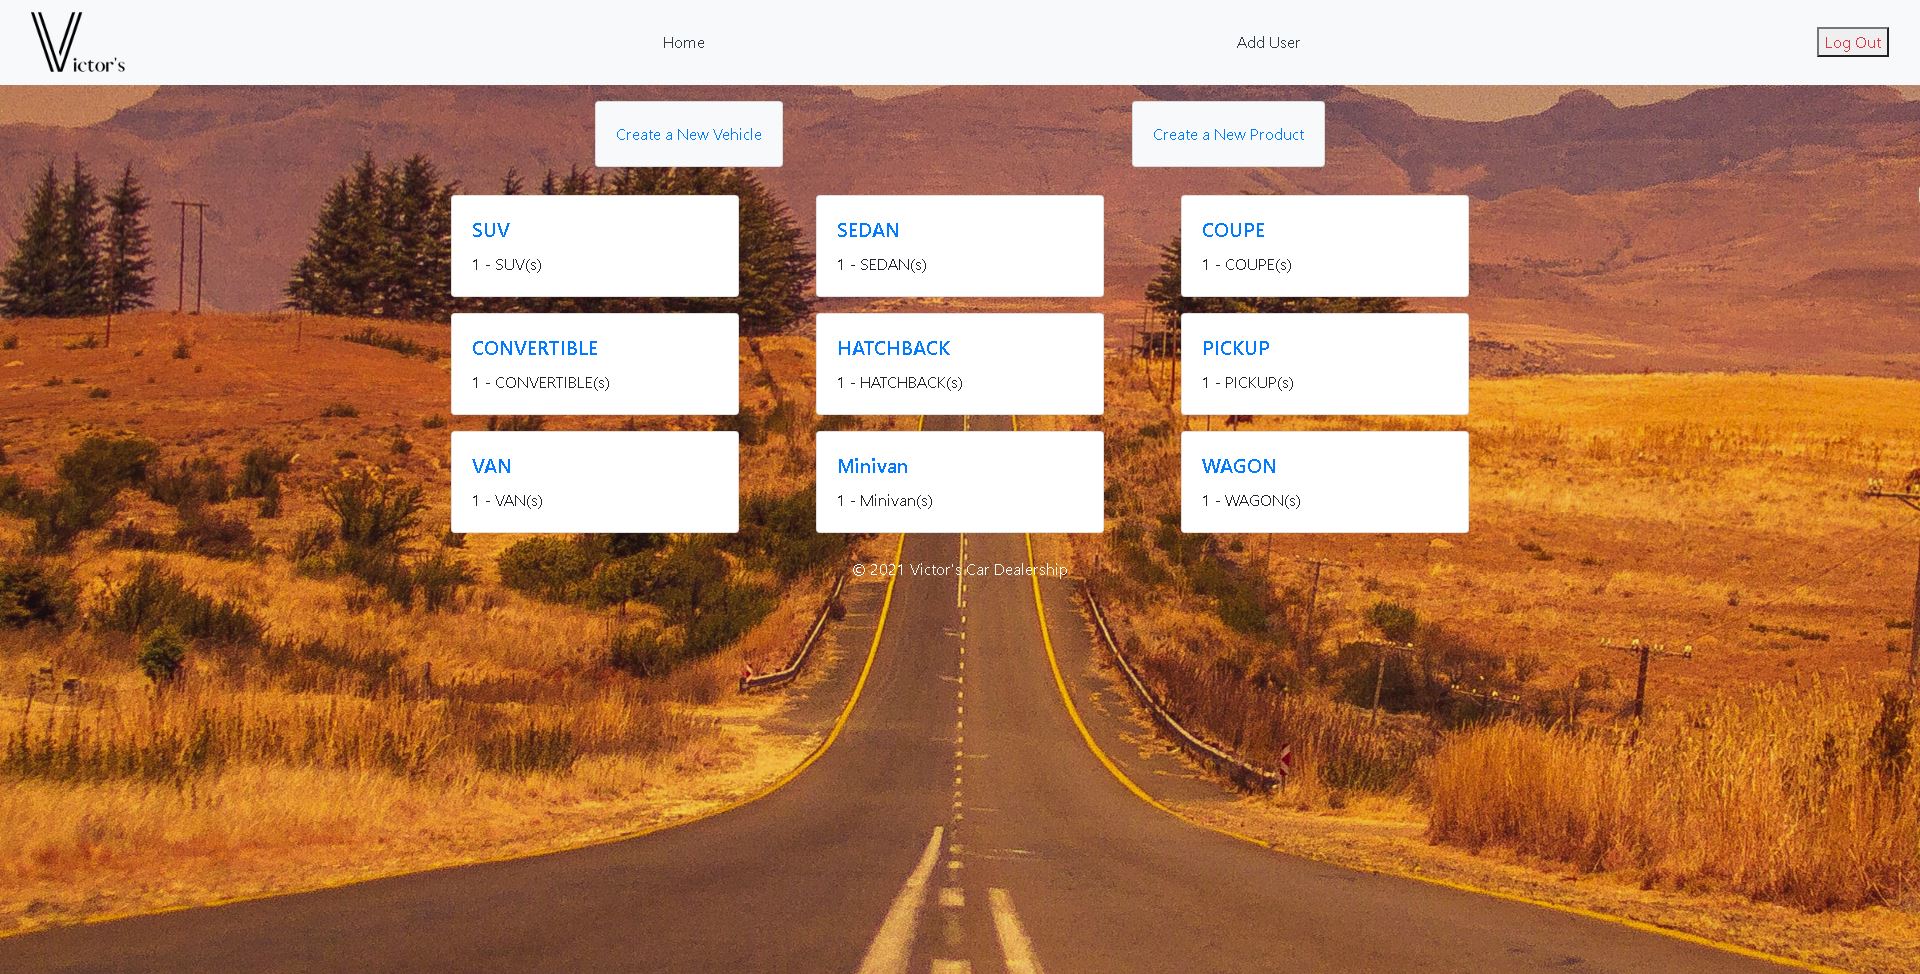 Victor's
Home
Add User
Log Out
Create a New Vehicle
Create a New Product
SUV
1 - SUV(s)
SEDAN
1 - SEDAN(s)
COUPE
1 - COUPE(s)
CONVERTIBLE
1 - CONVERTIBLE(s)
HATCHBACK
1 - HATCHBACK(s)
PICKUP
1 - PICKUP(s)
VAN
1 - VAN(s)
Minivan
1 - Minivan(s)
WAGON
1 - WAGON(s)
© 2021 Victor's Car Dealership